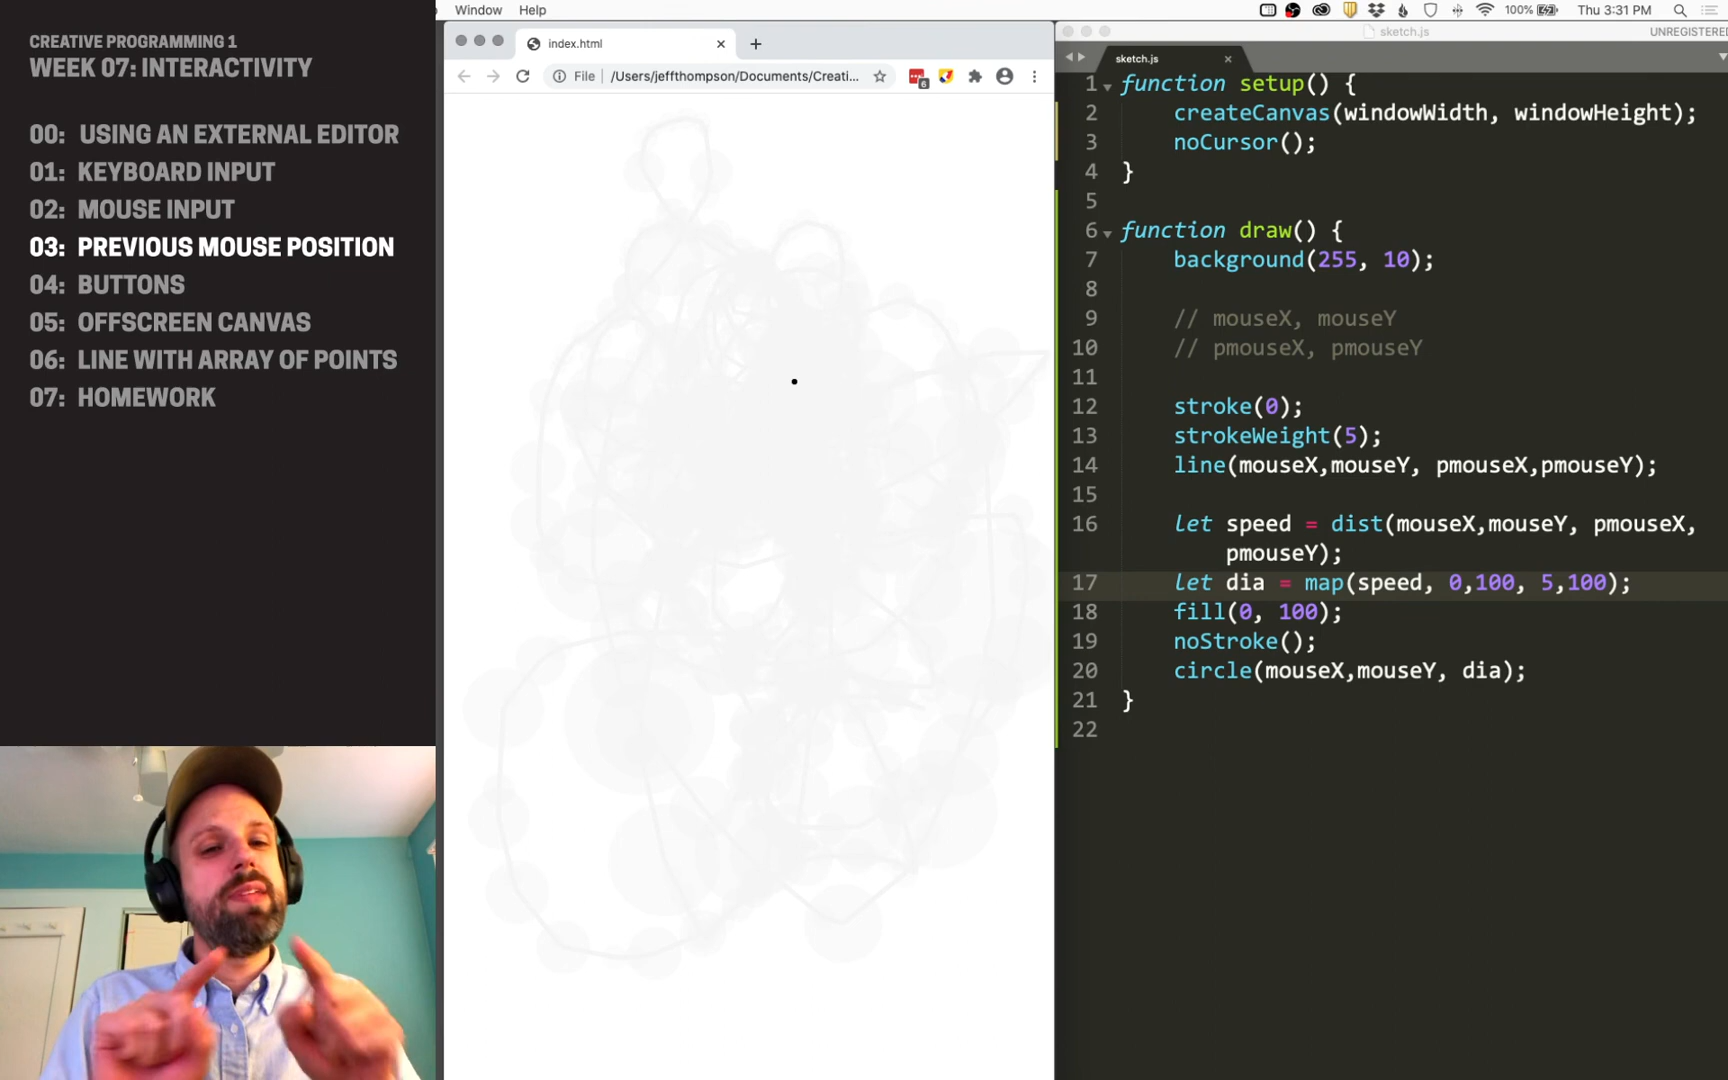 CREATIVE PROGRAMMING 1
WEEK 07: INTERACTIVITY
00: USING AN EXTERNAL EDITOR
01: KEYBOARD INPUT
02: MOUSE INPUT
03: PREVIOUS MOUSE POSITION
04: BUTTONS
05: OFFSCREEN CANVAS
06: LINE WITH ARRAY OF POINTS
07: HOMEWORK
Window Help
100% Thu 3:31 PM
index.html
File /Users/jeffthompson/Documents/Creati...
6
sketch.js UNREGISTERED
sketch.js
1 function setup() {
2 createCanvas(windowWidth, windowHeight);
3 noCursor();
4 }
5
6 function draw() {
7 background(255, 10);
8
9 // mouseX, mouseY
10 // pmouseX, pmouseY
11
12 stroke(0);
13 strokeWeight(5);
14 line(mouseX,mouseY, pmouseX,pmouseY);
15
16 let speed = dist(mouseX,mouseY, pmouseX,
pmouseY);
17 let dia = map(speed, 0,100, 5,100);
18 fill(0, 100);
19 noStroke();
20 circle(mouseX,mouseY, dia);
21 }
22